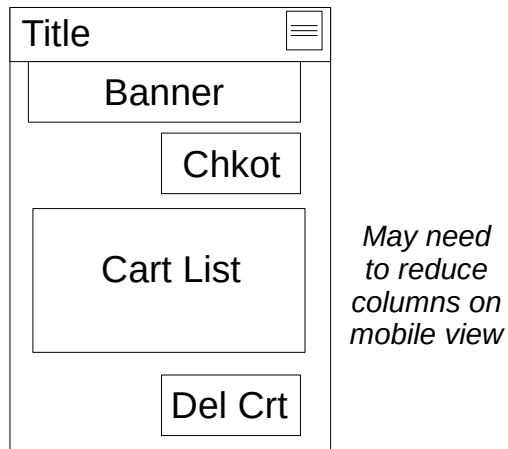 Title
Banner
Chkot
Cart List
May need
to reduce
columns on
mobile view
Del Crt